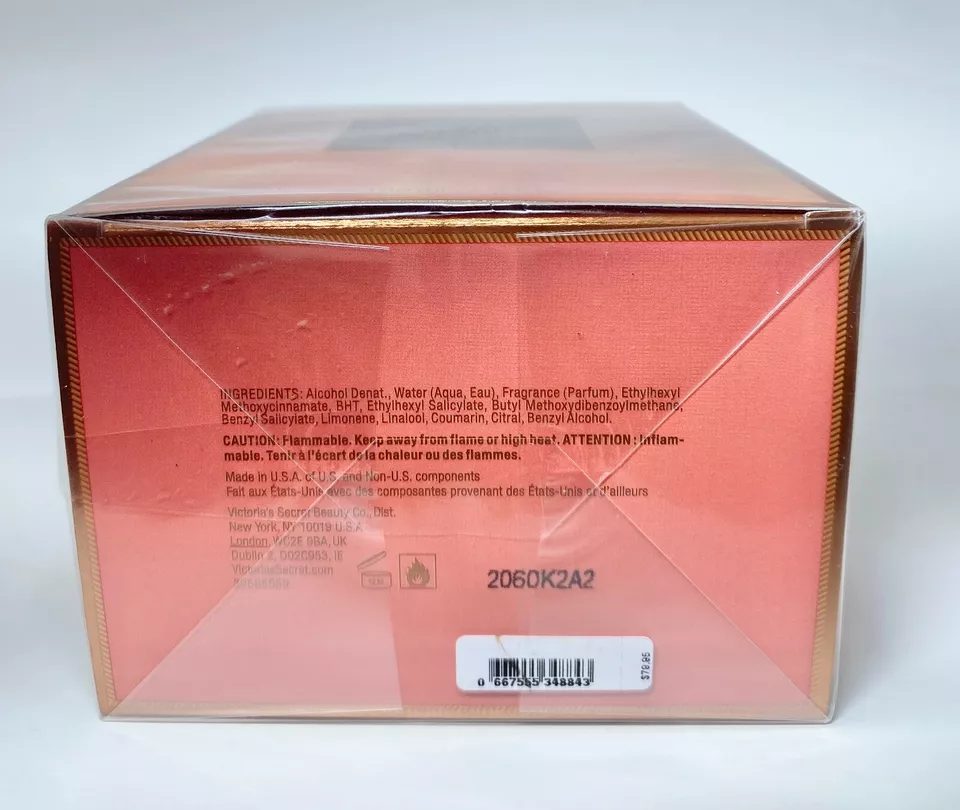 INGREDIENTS: Alcohol Denat., Water (Aqua, Eau), Fragrance (Parfum), Ethylhexyl
Methoxycinnamate, BHT, Ethylhexyl Salicylate, Butyl Methoxydibenzoylmethane,
Benzyl Salicylate, Limonene, Linalool, Coumarin, Citral, Benzyl Alcohol.
CAUTION: Flammable. Keep away from flame or high heat. ATTENTION : Inflam-
mable. Tenir à l'écart de la chaleur ou des flammes.
Made in U.S.A. of U.S. and Non-U.S. components
Fait aux États-Unis avec des composantes provenant des États-Unis or d'ailleurs
Victoria's Secret Beauty Co., Dist.
New York, NY 10019 U.S.A.
London, WC2E 9BA, UK
Dublin 2, D02C953, IE
VictoriasSecret.com
2060K2A2
0 667555 348843
$79.95